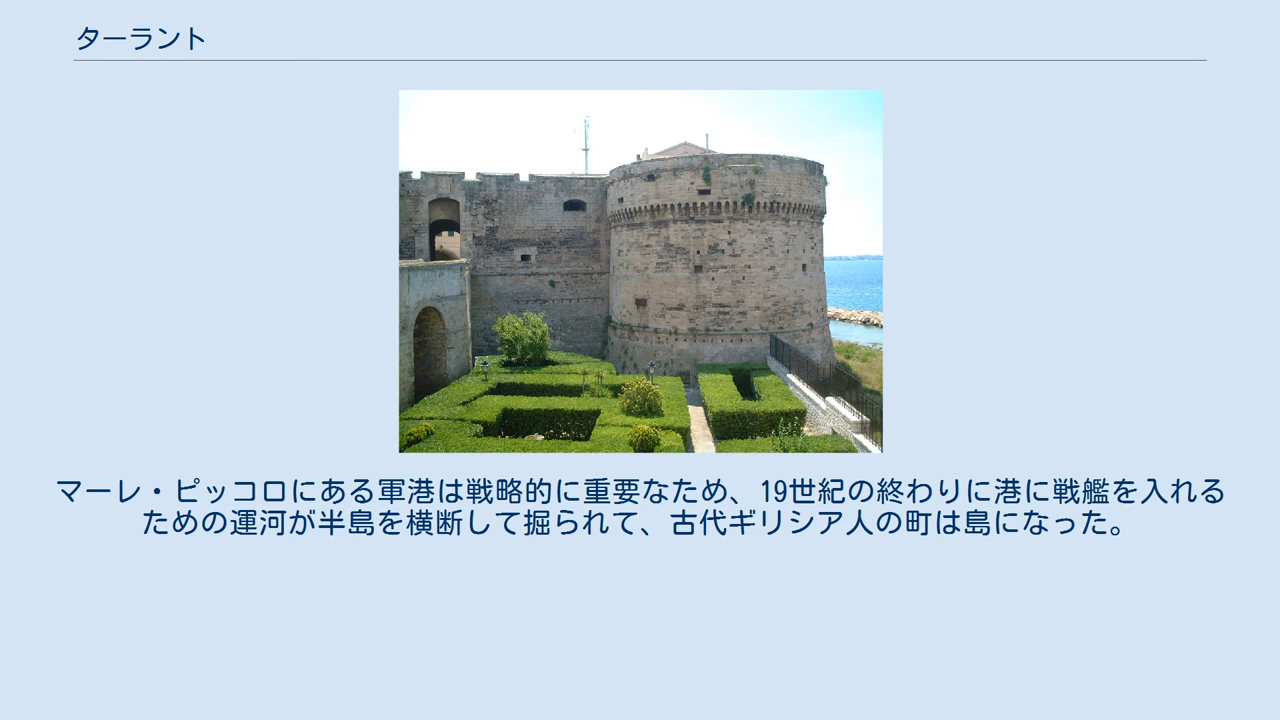 ターラント
マーレ・ピッコロにある軍港は戦略的に重要なため、19世紀の終わりに港に戦艦を入れる
ための運河が半島を横断して掘られて、古代ギリシア人の町は島になった。